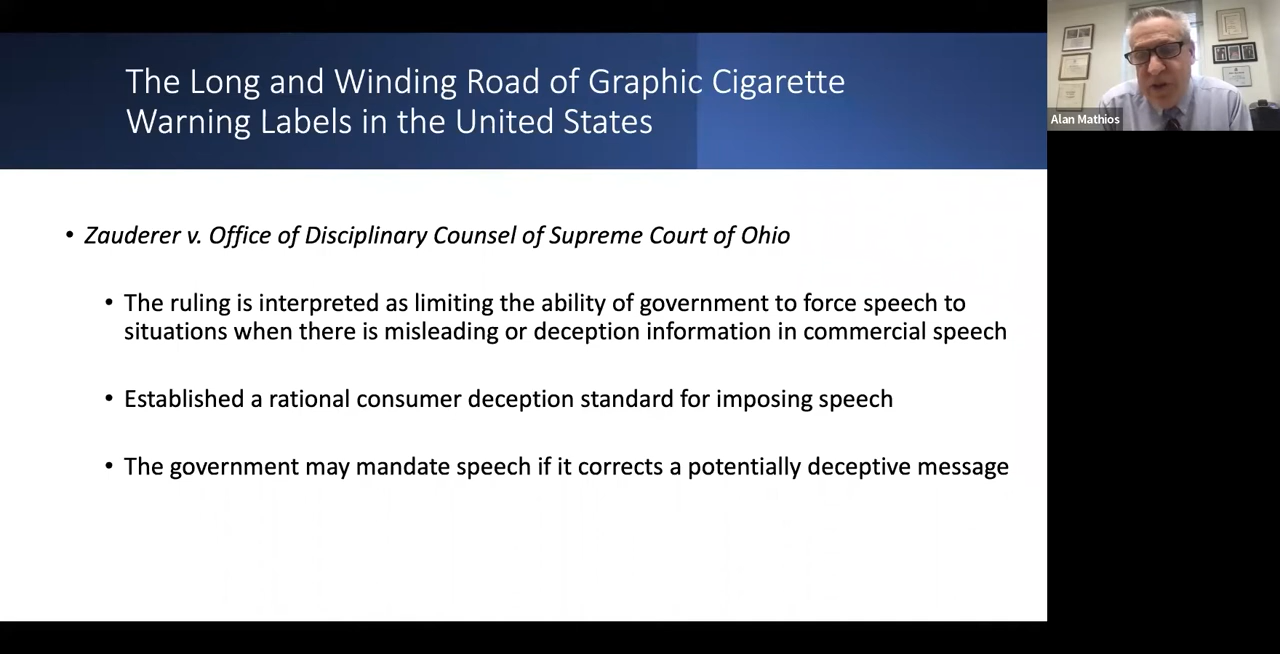 The Long and Winding Road of Graphic Cigarette
Warning Labels in the United States
• Zauderer v. Office of Disciplinary Counsel of Supreme Court of Ohio
• The ruling is interpreted as limiting the ability of government to force speech to
situations when there is misleading or deception information in commercial speech
• Established a rational consumer deception standard for imposing speech
• The government may mandate speech if it corrects a potentially deceptive message
Alan Mathios